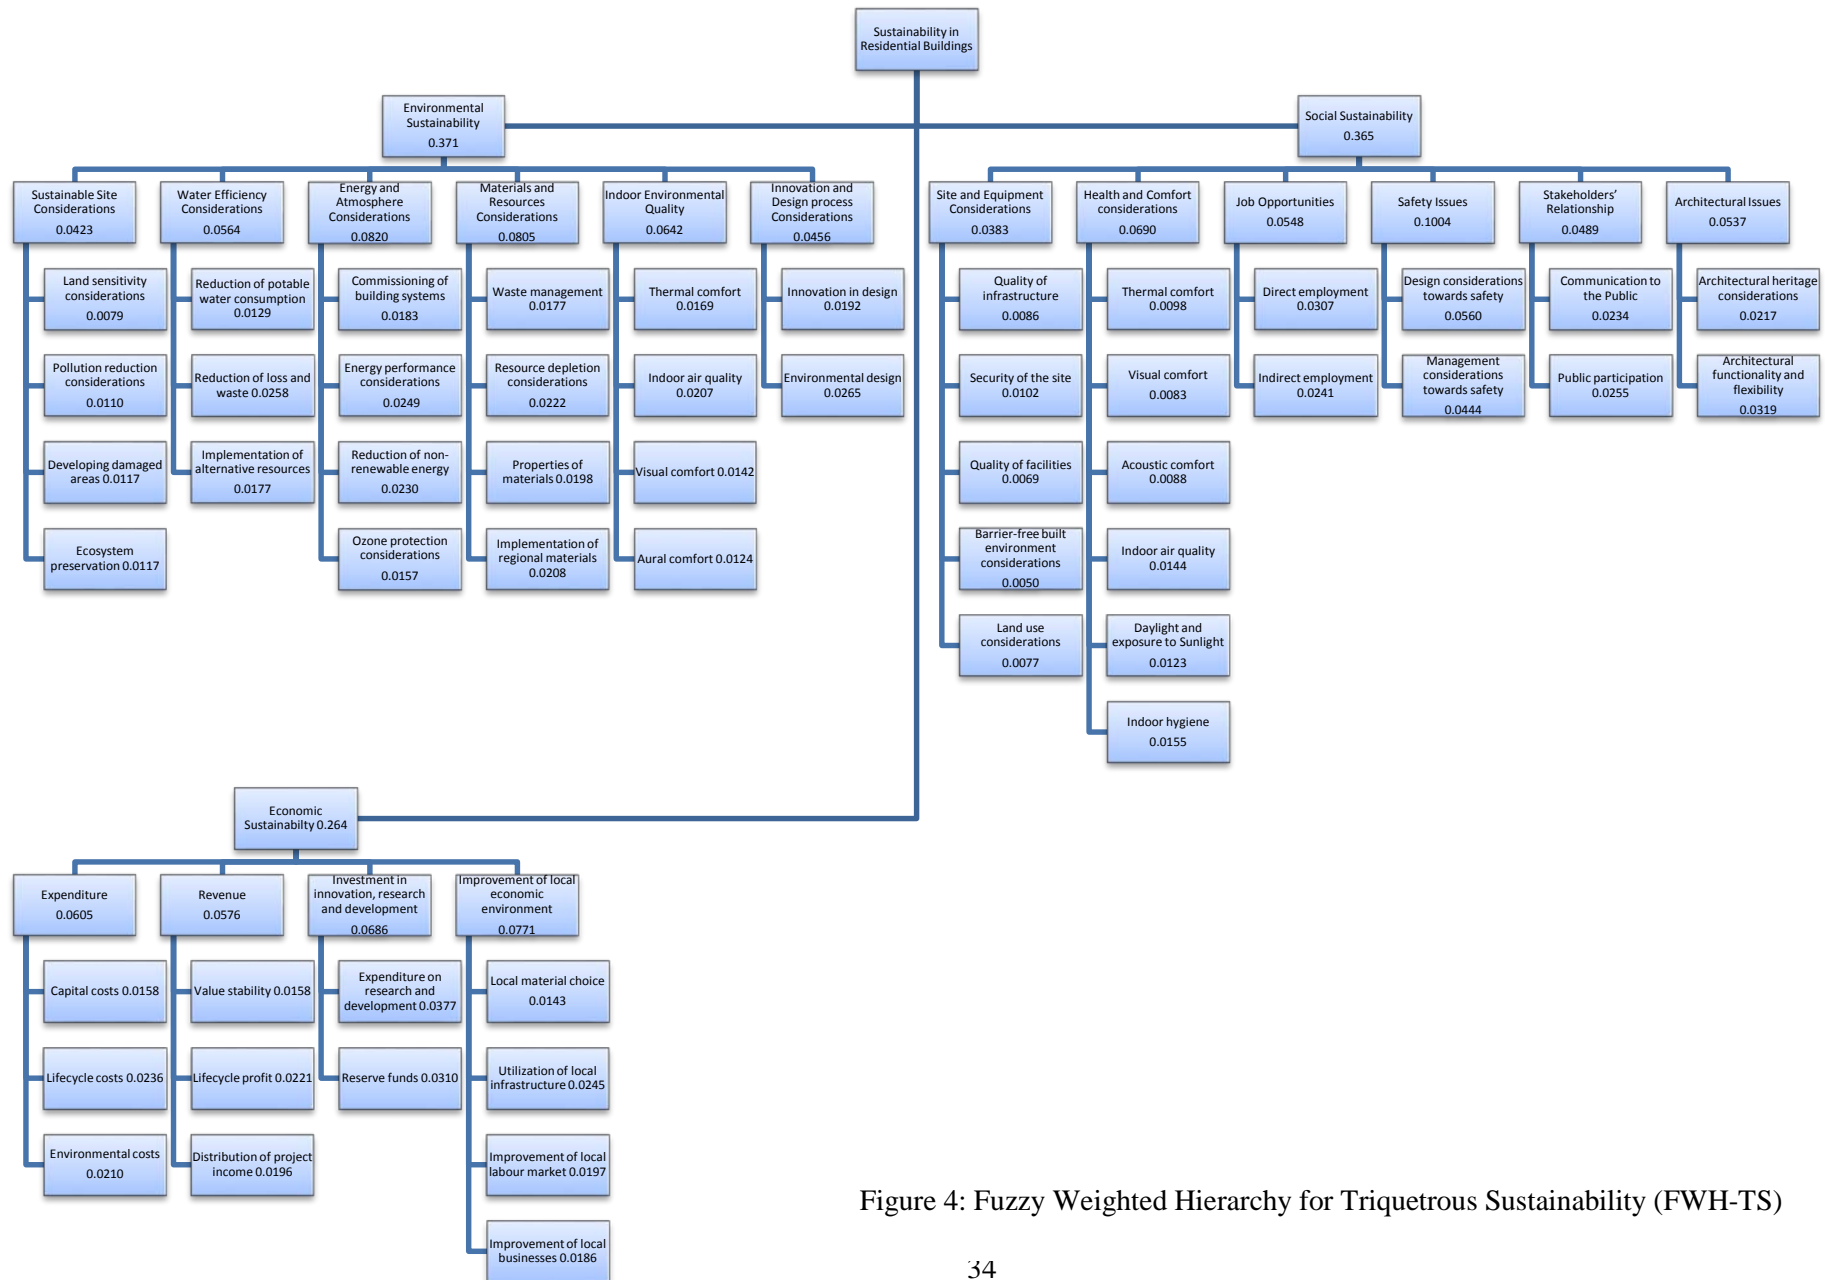 Sustainability in
Residential Buildings
Environmental
Sustainability
0.371
Social Sustainability
0.365
Sustainable Site
Considerations
0.0423
Land sensitivity
considerations
0.0079
Pollution reduction
considerations
0.0110
Developing damaged
areas 0.0117
Ecosystem
preservation 0.0117
Water Efficiency
Considerations
0.0564
Reduction of potable
water consumption
0.0129
Reduction of loss and
waste 0.0258
Implementation of
alternative resources
0.0177
Energy and
Atmosphere
Considerations
0.0820
Commissioning of
building systems
0.0183
Energy performance
considerations
0.0249
Reduction of non-
renewable energy
0.0230
Ozone protection
considerations
0.0157
Materials and
Resources
Considerations
0.0805
Waste management
0.0177
Resource depletion
considerations
0.0222
Properties of
materials 0.0198
Implementation of
regional materials
0.0208
Indoor Environmental
Quality
0.0642
Thermal comfort
0.0169
Indoor air quality
0.0207
Visual comfort 0.0142
Aural comfort 0.0124
Innovation and
Design process
Considerations
0.0456
Innovation in design
0.0192
Environmental design
0.0265
Site and Equipment
Considerations
0.0383
Quality of
infrastructure
0.0086
Security of the site
0.0102
Quality of facilities
0.0069
Barrier-free built
environment
considerations
0.0050
Land use
considerations
0.0077
Health and Comfort
considerations
0.0690
Thermal comfort
0.0098
Visual comfort
0.0083
Acoustic comfort
0.0088
Indoor air quality
0.0144
Daylight and
exposure to Sunlight
0.0123
Indoor hygiene
0.0155
Job Opportunities
0.0548
Direct employment
0.0307
Indirect employment
0.0241
Safety Issues
0.1004
Design considerations
towards safety
0.0560
Management
considerations
towards safety
0.0444
Stakeholders’
Relationship
0.0489
Communication to
the Public
0.0234
Public participation
0.0255
Architectural Issues
0.0537
Architectural heritage
considerations
0.0217
Architectural
functionality and
flexibility
0.0319
Economic
Sustainabilty 0.264
Expenditure
0.0605
Capital costs 0.0158
Lifecycle costs 0.0236
Environmental costs
0.0210
Revenue
0.0576
Value stability 0.0158
Lifecycle profit 0.0221
Distribution of project
income 0.0196
Investment in
innovation, research
and development
0.0686
Expenditure on
research and
development 0.0377
Reserve funds 0.0310
Improvement of local
economic
environment
0.0771
Local material choice
0.0143
Utilization of local
infrastructure 0.0245
Improvement of local
labour market 0.0197
Improvement of local
businesses 0.0186
Figure 4: Fuzzy Weighted Hierarchy for Triquetrous Sustainability (FWH-TS)
34